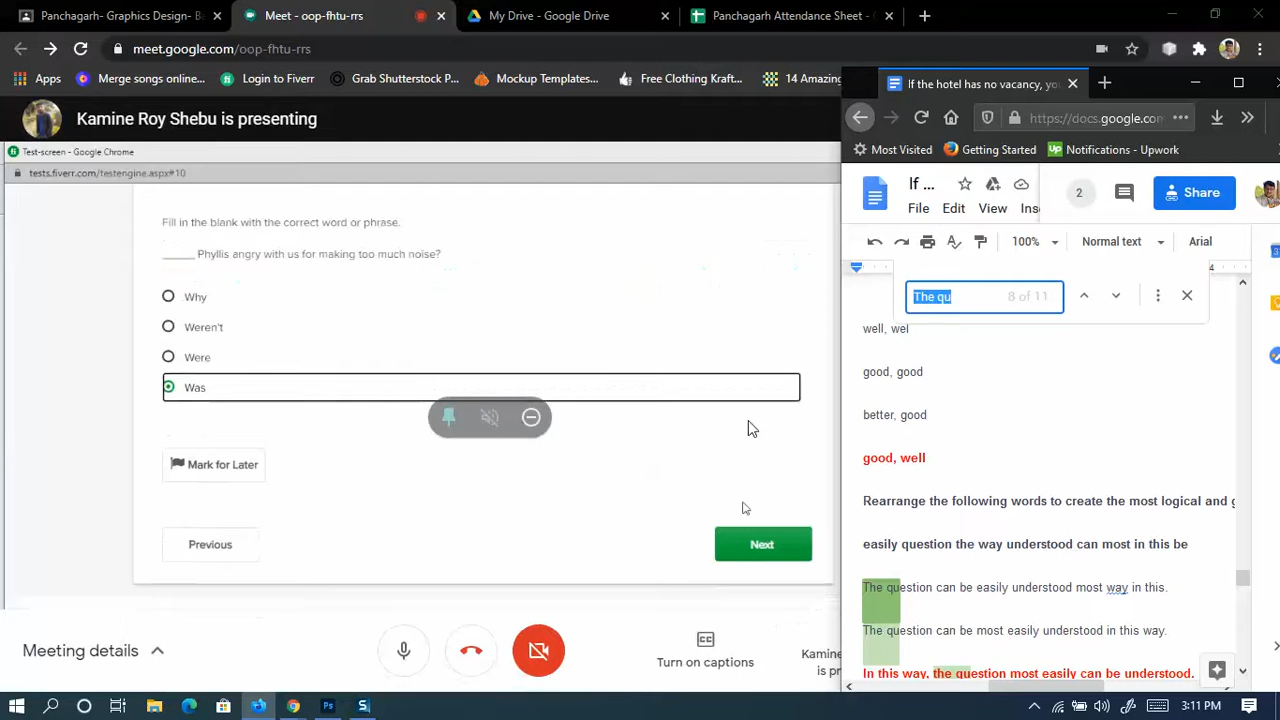 Panchagarh- Graphics Design- Ba
Meet - oop-fhtu-rrs
My Drive - Google Drive
Panchagarh Attendance Sheet - G
meet.google.com/oop-fhtu-rrs
Apps
Merge songs online...
Login to Fiverr
Grab Shutterstock P...
Mockup Templates...
Free Clothing Kraft...
14 Amazing
Kamine Roy Shebu is presenting
Test-screen - Google Chrome
tests.fiverr.com/testengine.aspx#10
Fill in the blank with the correct word or phrase.
_____ Phyllis angry with us for making too much noise?
Why
Weren't
Were
Was
Mark for Later
Previous
Next
Meeting details
Turn on captions
Kamine
is pr
If the hotel has no vacancy, you
https://docs.google.com
Most Visited
Getting Started
Notifications - Upwork
If ...
2
Share
File
Edit
View
Ins
100%
Normal text
Arial
4
The qu
8 of 11
well, wel
good, good
better, good
good, well
Rearrange the following words to create the most logical and g
easily question the way understood can most in this be
The question can be easily understood most way in this.
The question can be most easily understood in this way.
In this way, the question most easily can be understood.
3:11 PM